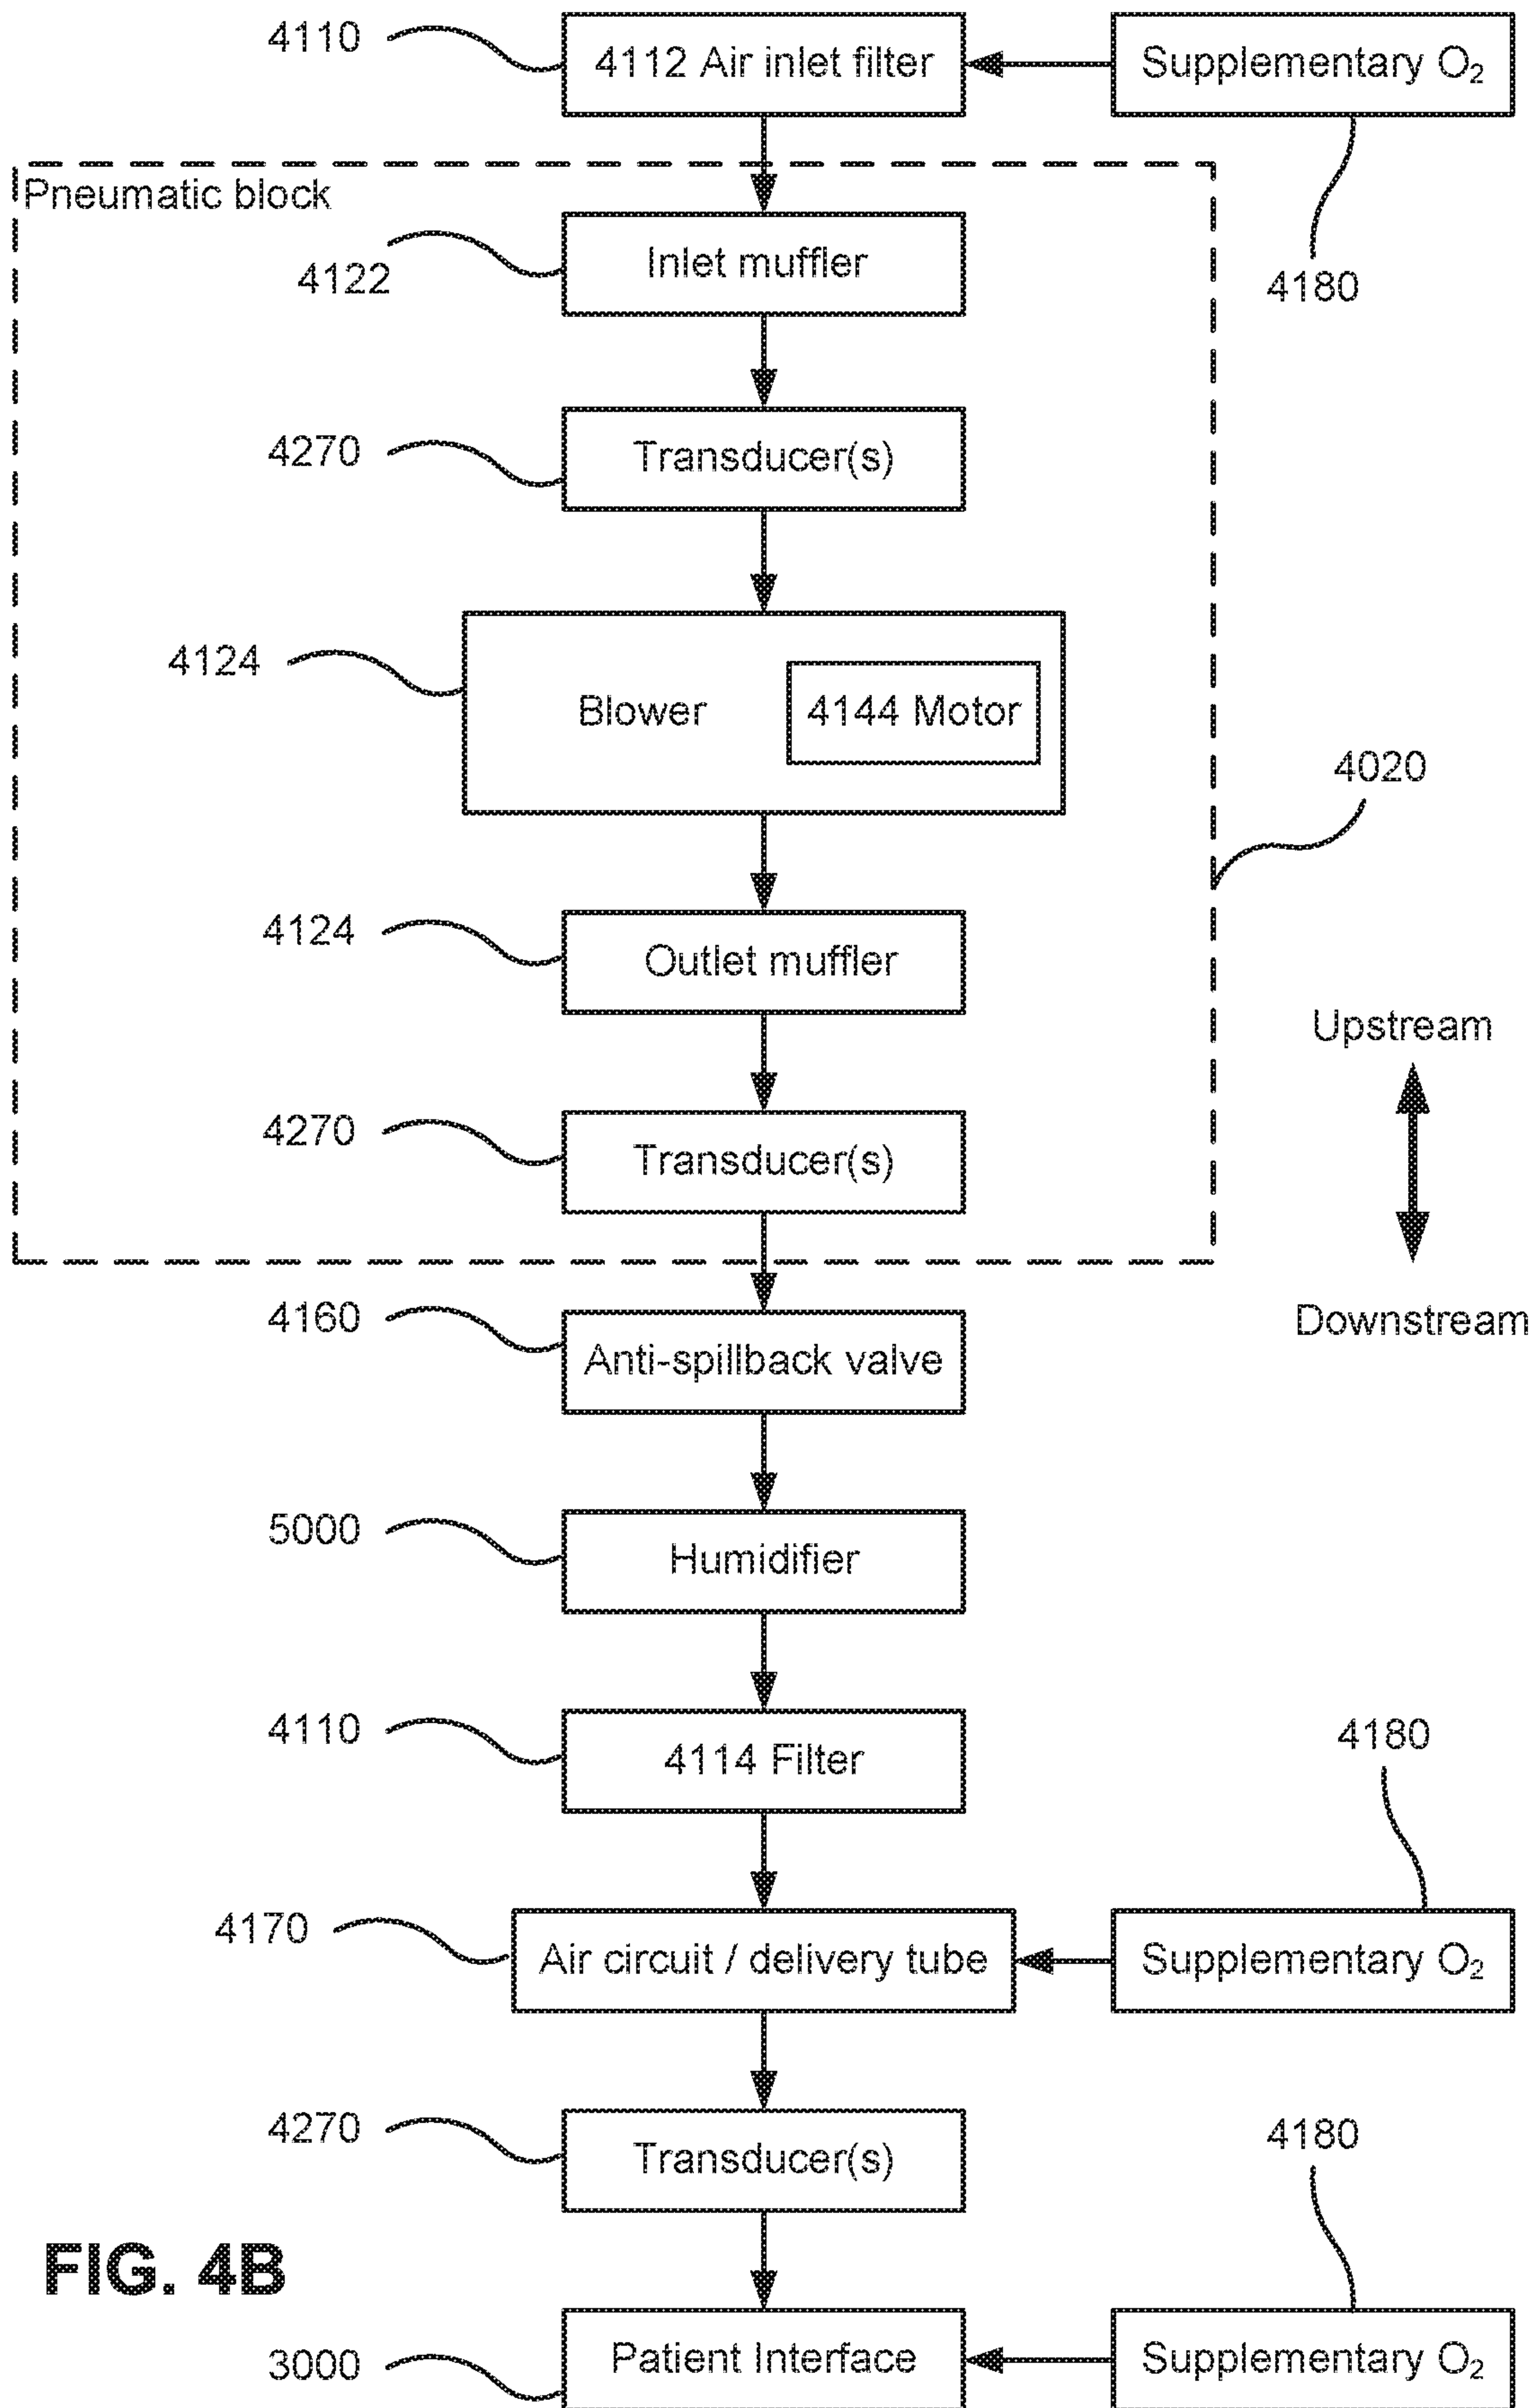 4110
4112 Air inlet filter
Supplementary O₂
Pneumatic block
4122
Inlet muffler
4180
4270
Transducer(s)
4124
Blower
4144 Motor
4020
4124
Outlet muffler
Upstream
4270
Transducer(s)
4160
Anti-spillback valve
Downstream
5000
Humidifier
4110
4114 Filter
4180
4170
Air circuit / delivery tube
Supplementary O₂
4270
Transducer(s)
4180
FIG. 4B
3000
Patient Interface
Supplementary O₂